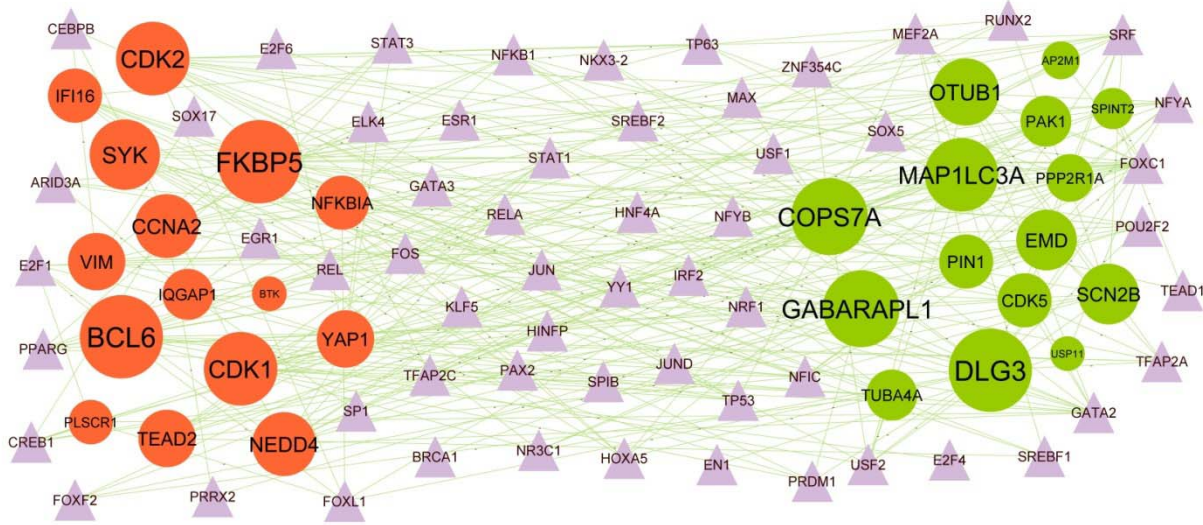 CEBPB
CDK2
E2F6
STAT3
NFKB1
NKX3-2
TP63
ZNF354C
MEF2A
RUNX2
SRF
AP2M1
IFI16
SOX17
ELK4
ESR1
SREBF2
MAX
SOX5
OTUB1
PAK1
SPINT2
NFYA
SYK
FKBP5
STAT1
USF1
MAP1LC3A
PPP2R1A
FOXC1
ARID3A
CCNA2
NFKBIA
GATA3
RELA
HNF4A
NFYB
COPS7A
EMD
POU2F2
VIM
EGR1
REL
FOS
JUN
YY1
IRF2
PIN1
E2F1
IQGAP1
BTK
KLF5
NRF1
GABARAPL1
CDK5
SCN2B
TEAD1
BCL6
YAP1
HINFP
USP11
PPARG
CDK1
TFAP2C
PAX2
SPIB
JUND
NFIC
DLG3
TFAP2A
TUBA4A
PLSCR1
TEAD2
NEDD4
SP1
TP53
GATA2
CREB1
BRCA1
NR3C1
HOXA5
EN1
PRDM1
USF2
E2F4
SREBF1
FOXF2
PRRX2
FOXL1